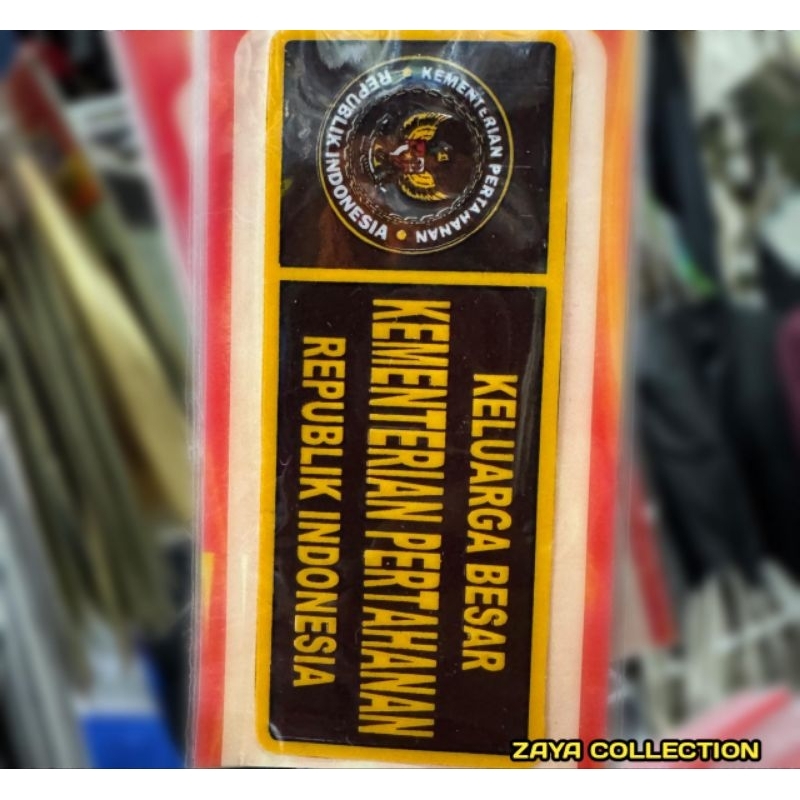 REPUBLIK INDONESIA • KEMENTERIAN PERTAHANAN •
KELUARGA BESAR
KEMENTERIAN PERTAHANAN
REPUBLIK INDONESIA
ZAYA COLLECTION